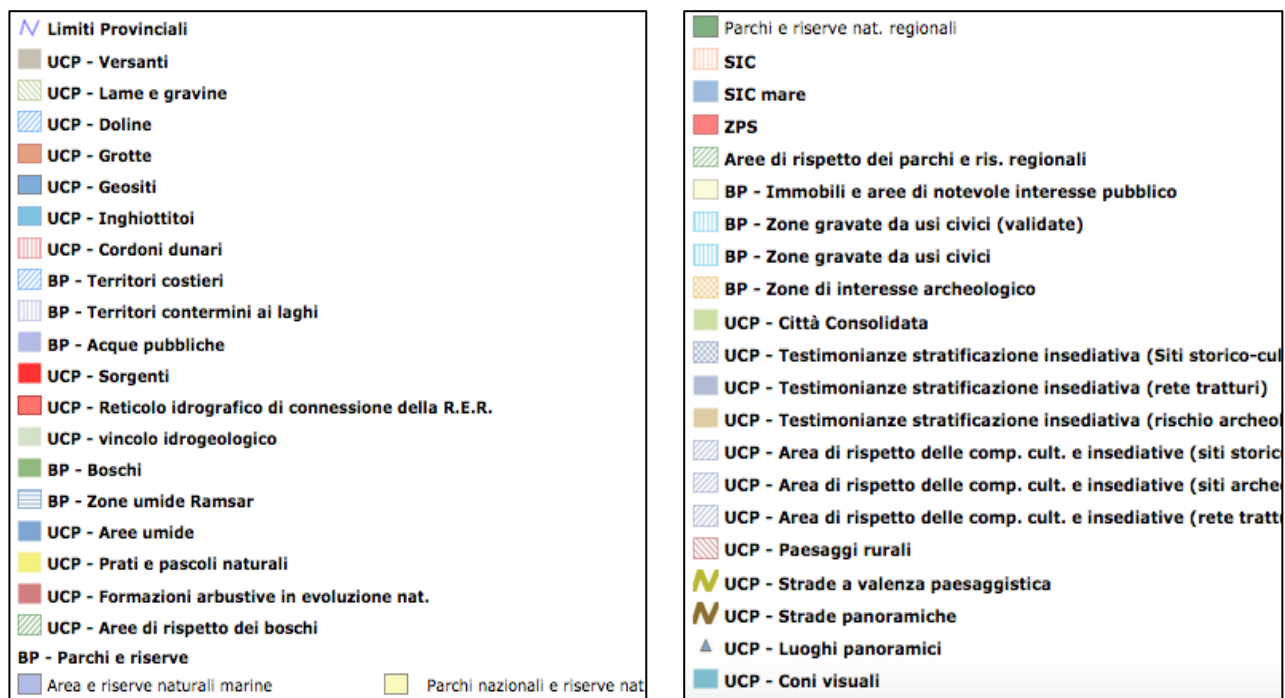 Limiti Provinciali
UCP - Versanti
UCP - Lame e gravine
UCP - Doline
UCP - Grotte
UCP - Geositi
UCP - Inghiottitoi
UCP - Cordoni dunari
BP - Territori costieri
BP - Territori contermini ai laghi
BP - Acque pubbliche
UCP - Sorgenti
UCP - Reticolo idrografico di connessione della R.E.R.
UCP - vincolo idrogeologico
BP - Boschi
BP - Zone umide Ramsar
UCP - Aree umide
UCP - Prati e pascoli naturali
UCP - Formazioni arbustive in evoluzione nat.
UCP - Aree di rispetto dei boschi
BP - Parchi e riserve
Area e riserve naturali marine Parchi nazionali e riserve nat
Parchi e riserve nat. regionali
SIC
SIC mare
ZPS
Aree di rispetto dei parchi e ris. regionali
BP - Immobili e aree di notevole interesse pubblico
BP - Zone gravate da usi civici (validate)
BP - Zone gravate da usi civici
BP - Zone di interesse archeologico
UCP - Città Consolidata
UCP - Testimonianze stratificazione insediativa (Siti storico-cul
UCP - Testimonianze stratificazione insediativa (rete tratturi)
UCP - Testimonianze stratificazione insediativa (rischio archeol
UCP - Area di rispetto delle comp. cult. e insediative (siti storic
UCP - Area di rispetto delle comp. cult. e insediative (siti arche
UCP - Area di rispetto delle comp. cult. e insediative (rete tratt
UCP - Paesaggi rurali
UCP - Strade a valenza paesaggistica
UCP - Strade panoramiche
UCP - Luoghi panoramici
UCP - Coni visuali